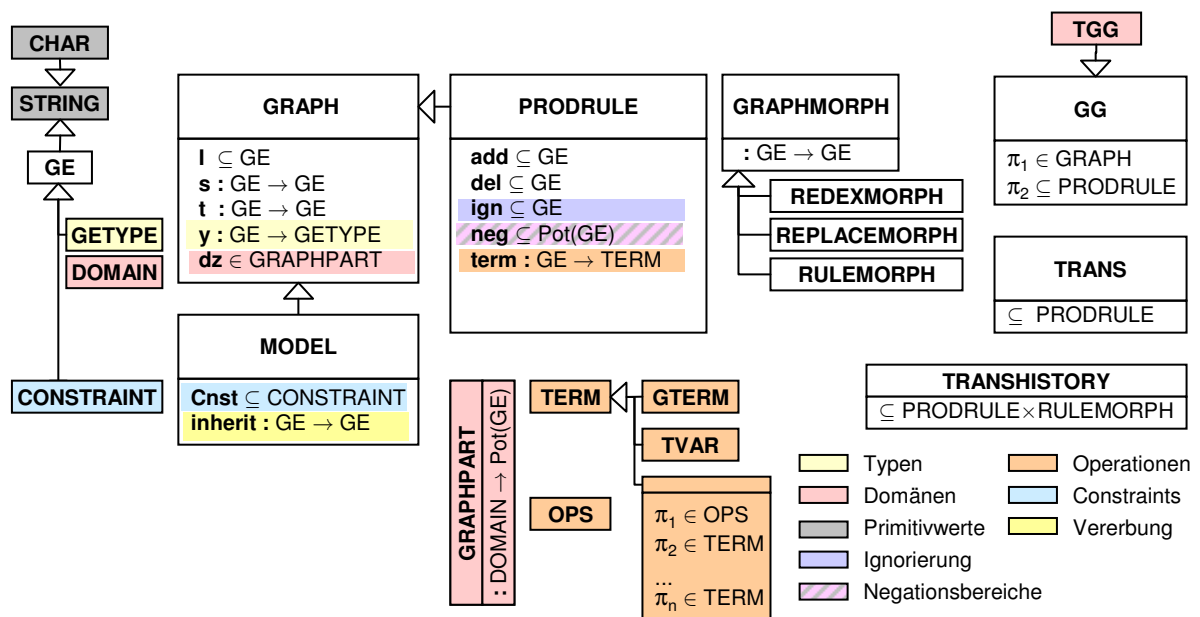 CHAR
STRING
GE
GETYPE
DOMAIN
CONSTRAINT
GRAPH
I ⊆ GE
s : GE → GE
t : GE → GE
y : GE → GETYPE
dz ∈ GRAPHPART
MODEL
Cnst ⊆ CONSTRAINT
inherit : GE → GE
PRODRULE
add ⊆ GE
del ⊆ GE
ign ⊆ GE
neg ⊆ Pot(GE)
term : GE → TERM
GRAPHMORPH
: GE → GE
REDEXMORPH
REPLACEMORPH
RULEMORPH
TGG
GG
π₁ ∈ GRAPH
π₂ ⊆ PRODRULE
TRANS
⊆ PRODRULE
TRANSHISTORY
⊆ PRODRULE×RULEMORPH
GRAPHPART
: DOMAIN → Pot(GE)
TERM
GTERM
TVAR
OPS
π₁ ∈ OPS
π₂ ∈ TERM
...
πₙ ∈ TERM
Typen
Domänen
Primitivwerte
Ignorierung
Negationsbereiche
Operationen
Constraints
Vererbung